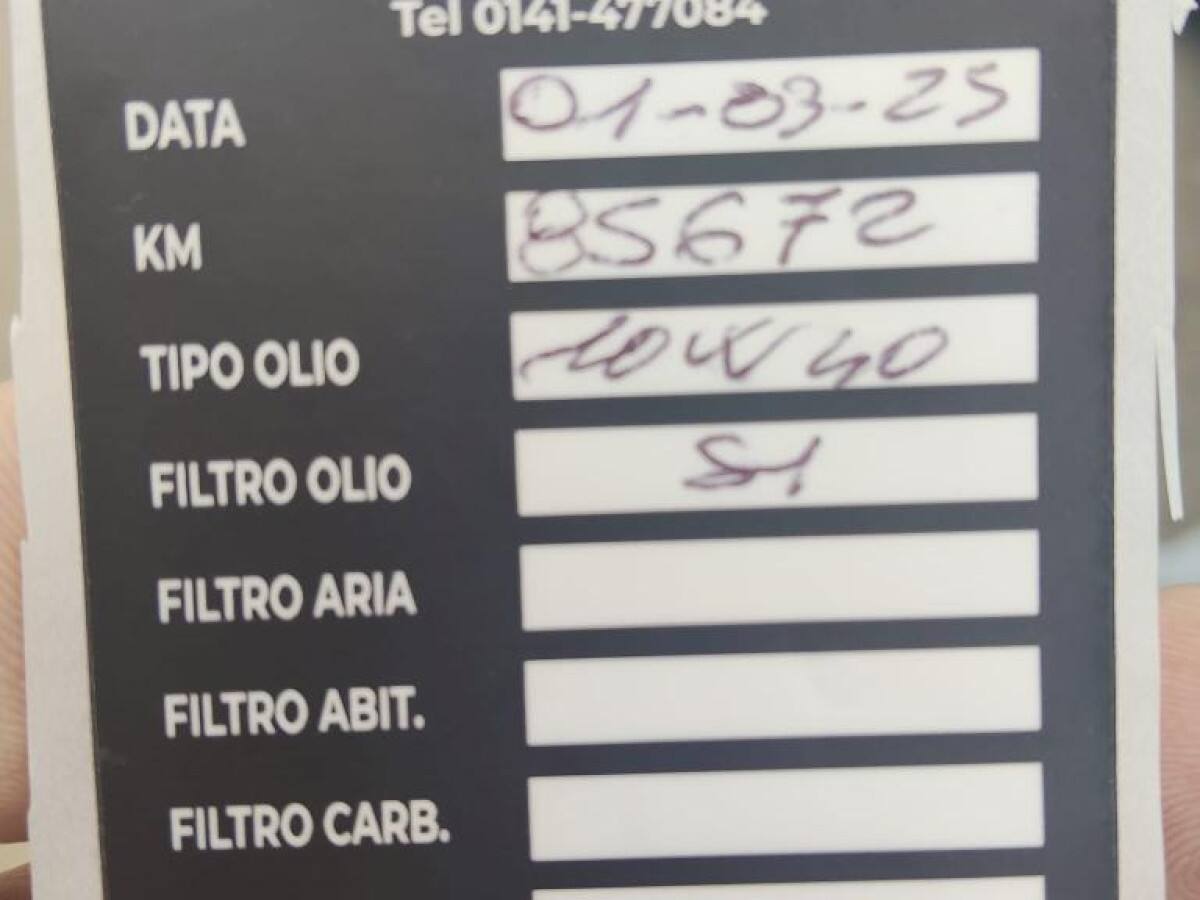 Tel 0141-477084
DATA 01-03-25
KM 85672
TIPO OLIO 10W40
FILTRO OLIO SI
FILTRO ARIA
FILTRO ABIT.
FILTRO CARB.